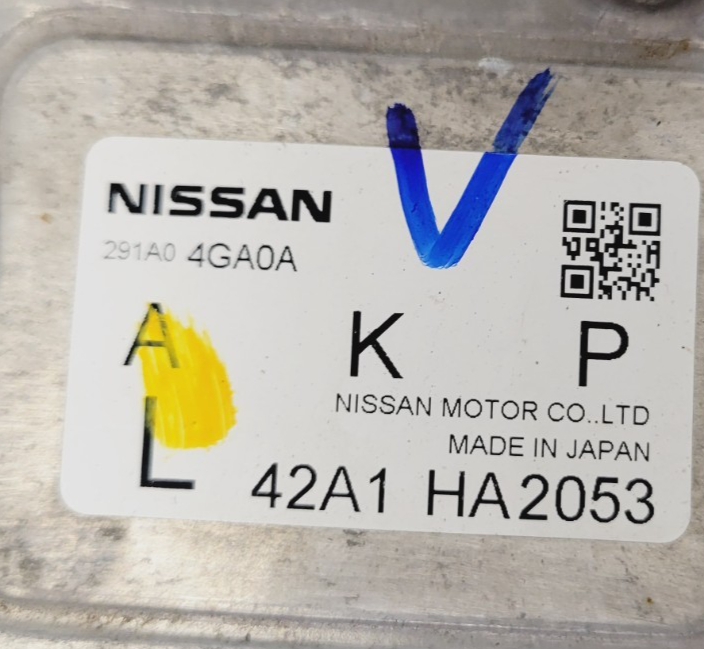 NISSAN
291A0 4GA0A
A K P
NISSAN MOTOR CO..LTD
MADE IN JAPAN
L 42A1 HA2053